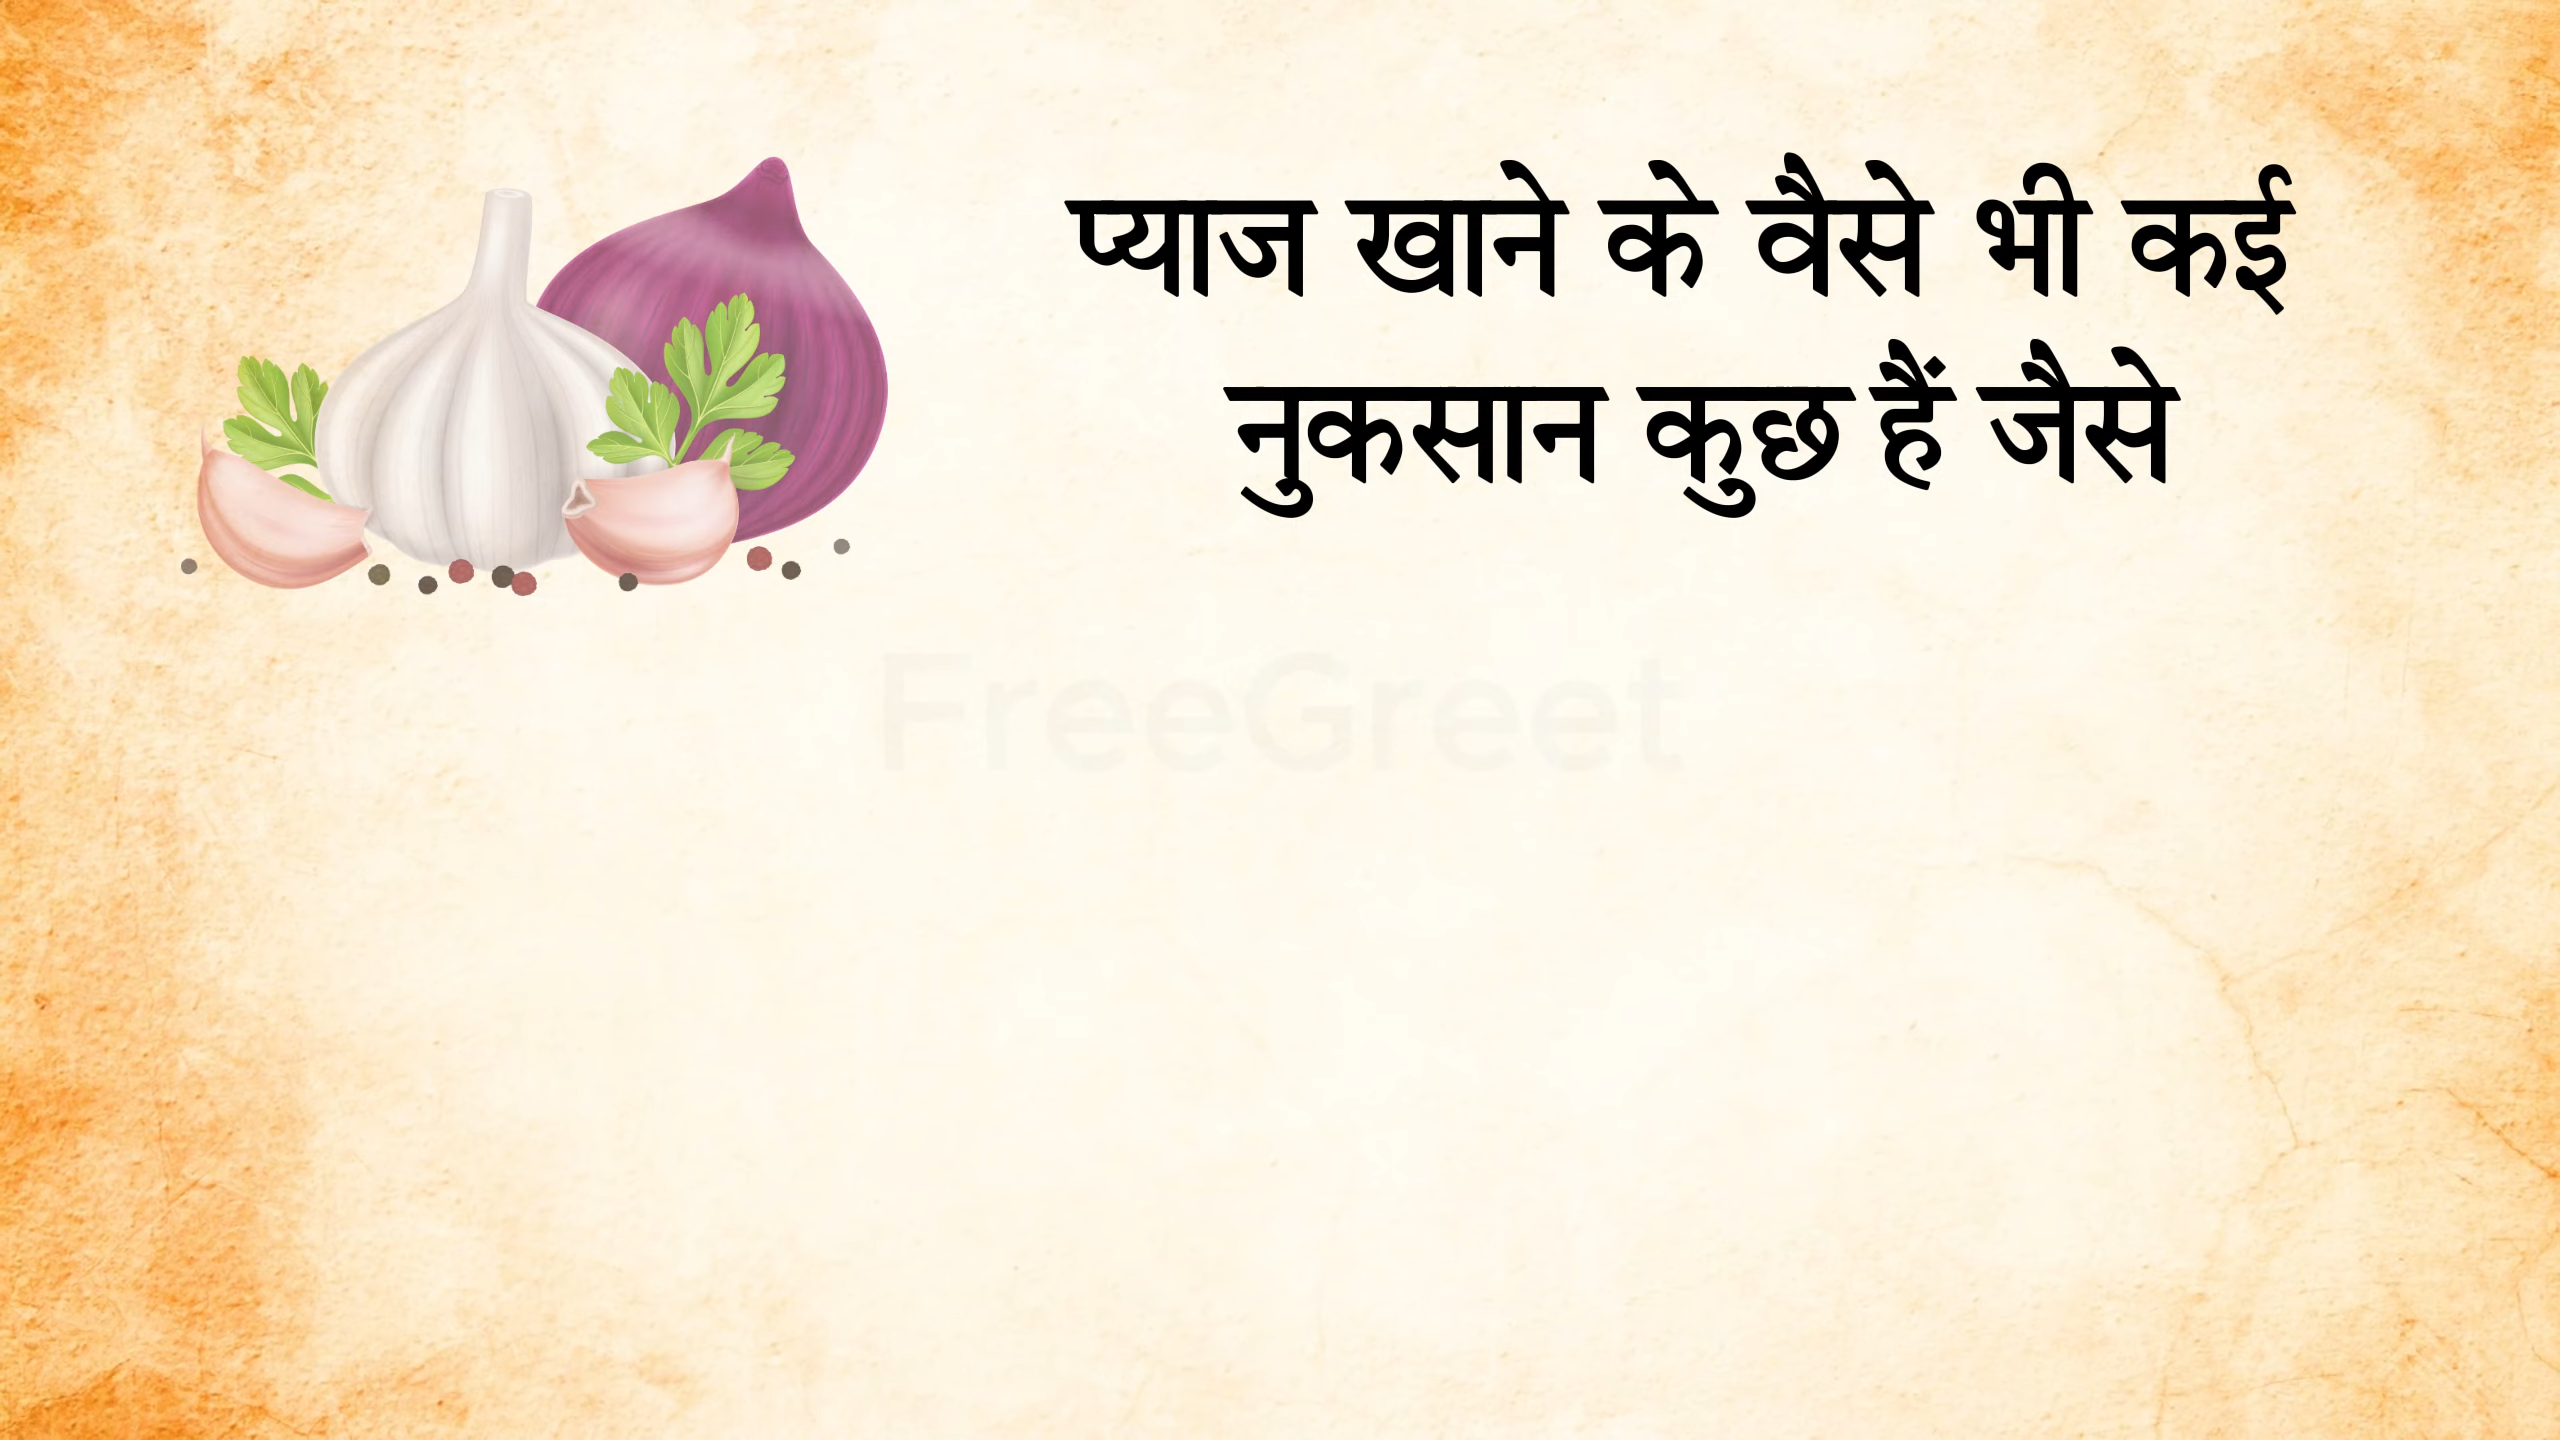 प्याज खाने के वैसे भी कई
नुकसान कुछ हैं जैसे
FreeGreet